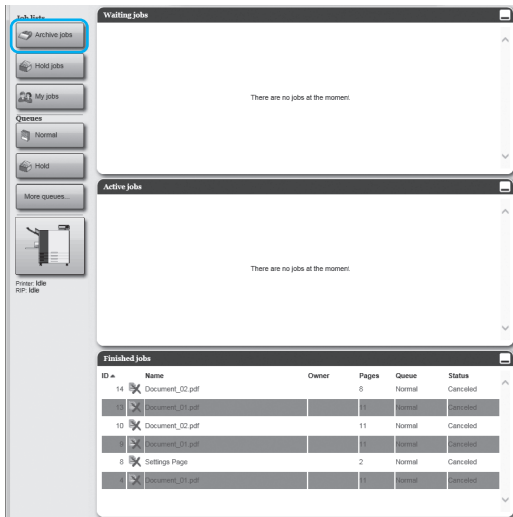 Job lists
Archive jobs
Hold jobs
My jobs
Queues
Normal
Hold
More queues...
Printer: Idle
RIP: Idle
Waiting jobs
There are no jobs at the moment.
Active jobs
There are no jobs at the moment.
Finished jobs
ID Name Owner Pages Queue Status
14 Document_02.pdf 8 Normal Canceled
13 Document_01.pdf 11 Normal Canceled
10 Document_02.pdf 11 Normal Canceled
9 Document_01.pdf 11 Normal Canceled
8 Settings Page 2 Normal Canceled
4 Document_01.pdf 11 Normal Canceled